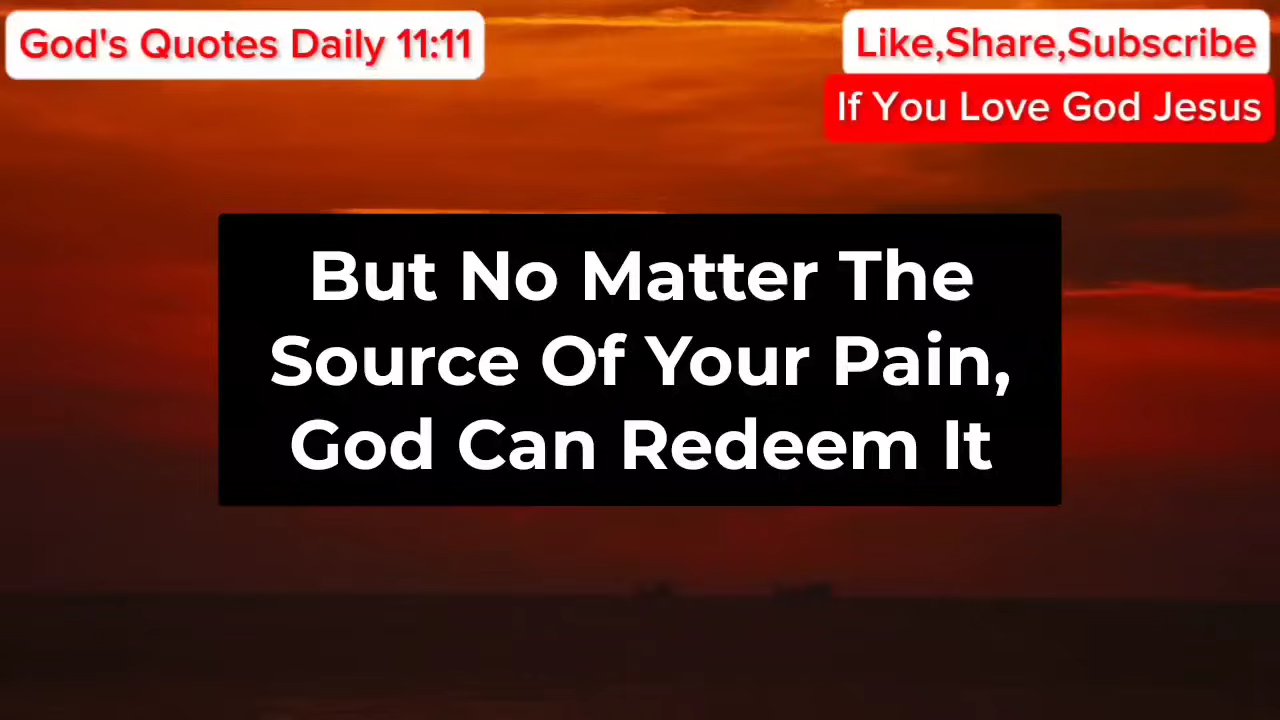 God's Quotes Daily 11:11
Like,Share,Subscribe
If You Love God Jesus
But No Matter The
Source Of Your Pain,
God Can Redeem It